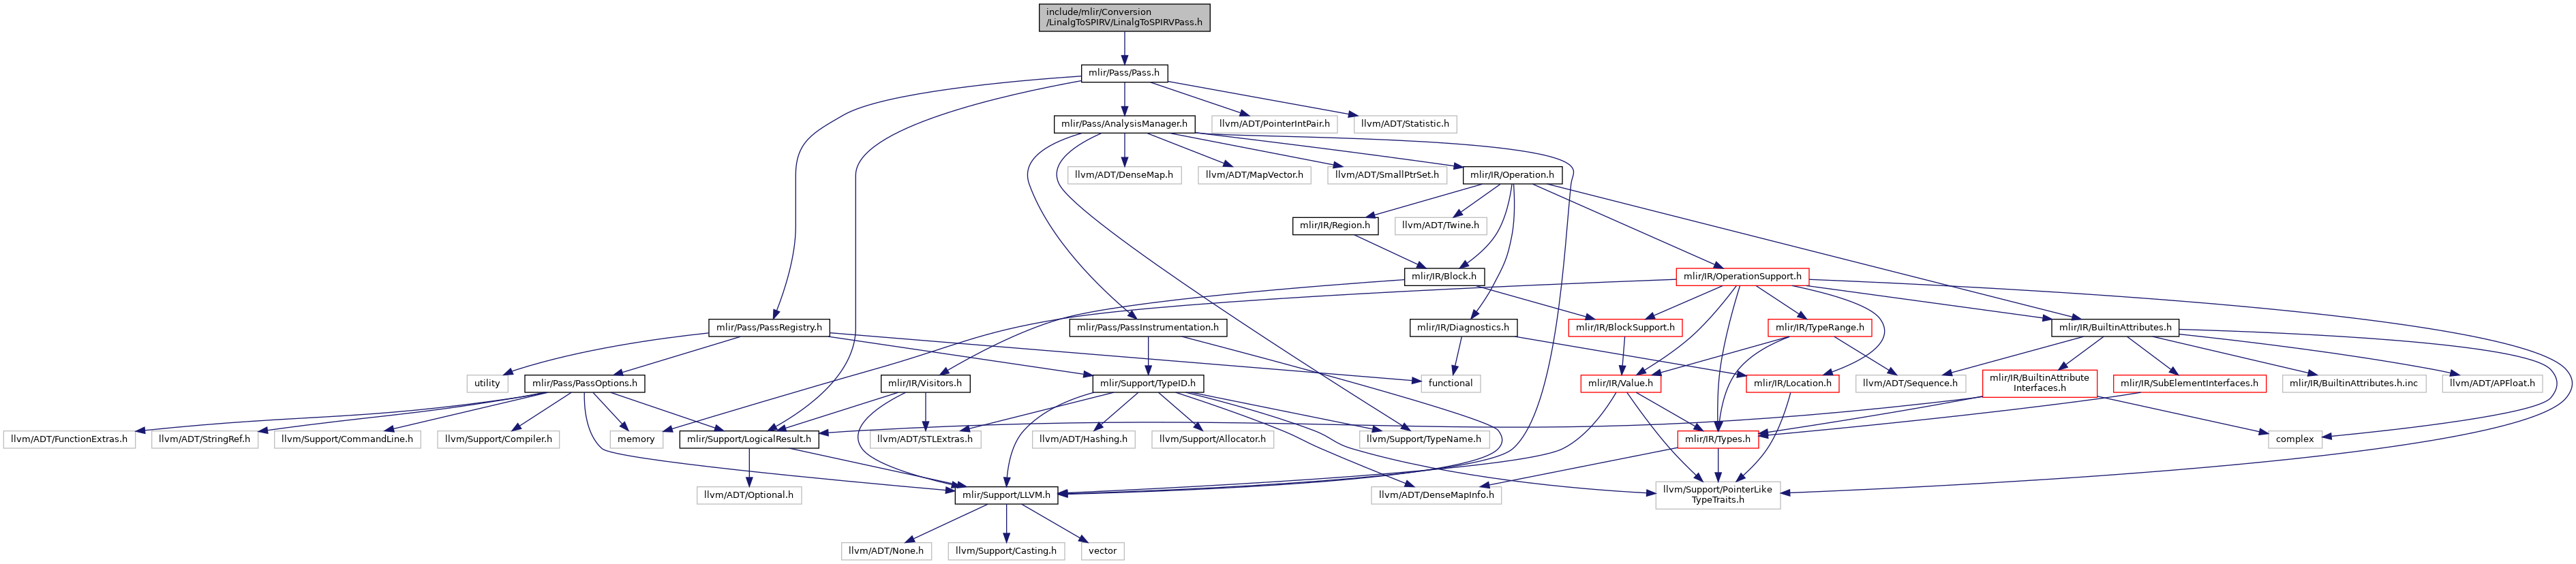 include/mlir/Conversion
/LinalgToSPIRV/LinalgToSPIRVPass.h
mlir/Pass/Pass.h
mlir/Pass/AnalysisManager.h
llvm/ADT/PointerIntPair.h
llvm/ADT/Statistic.h
llvm/ADT/DenseMap.h
llvm/ADT/MapVector.h
llvm/ADT/SmallPtrSet.h
mlir/IR/Operation.h
mlir/IR/Region.h
llvm/ADT/Twine.h
mlir/IR/Block.h
mlir/IR/OperationSupport.h
mlir/Pass/PassRegistry.h
mlir/Pass/PassInstrumentation.h
mlir/IR/Diagnostics.h
mlir/IR/BlockSupport.h
mlir/IR/TypeRange.h
mlir/IR/BuiltinAttributes.h
utility
mlir/Pass/PassOptions.h
mlir/IR/Visitors.h
mlir/Support/TypeID.h
functional
mlir/IR/Value.h
mlir/IR/Location.h
llvm/ADT/Sequence.h
mlir/IR/BuiltinAttribute
Interfaces.h
mlir/IR/SubElementInterfaces.h
mlir/IR/BuiltinAttributes.h.inc
llvm/ADT/APFloat.h
llvm/ADT/FunctionExtras.h
llvm/ADT/StringRef.h
llvm/Support/CommandLine.h
llvm/Support/Compiler.h
memory
mlir/Support/LogicalResult.h
llvm/ADT/STLExtras.h
llvm/ADT/Hashing.h
llvm/Support/Allocator.h
llvm/Support/TypeName.h
mlir/IR/Types.h
complex
llvm/ADT/Optional.h
mlir/Support/LLVM.h
llvm/ADT/DenseMapInfo.h
llvm/Support/PointerLike
TypeTraits.h
llvm/ADT/None.h
llvm/Support/Casting.h
vector